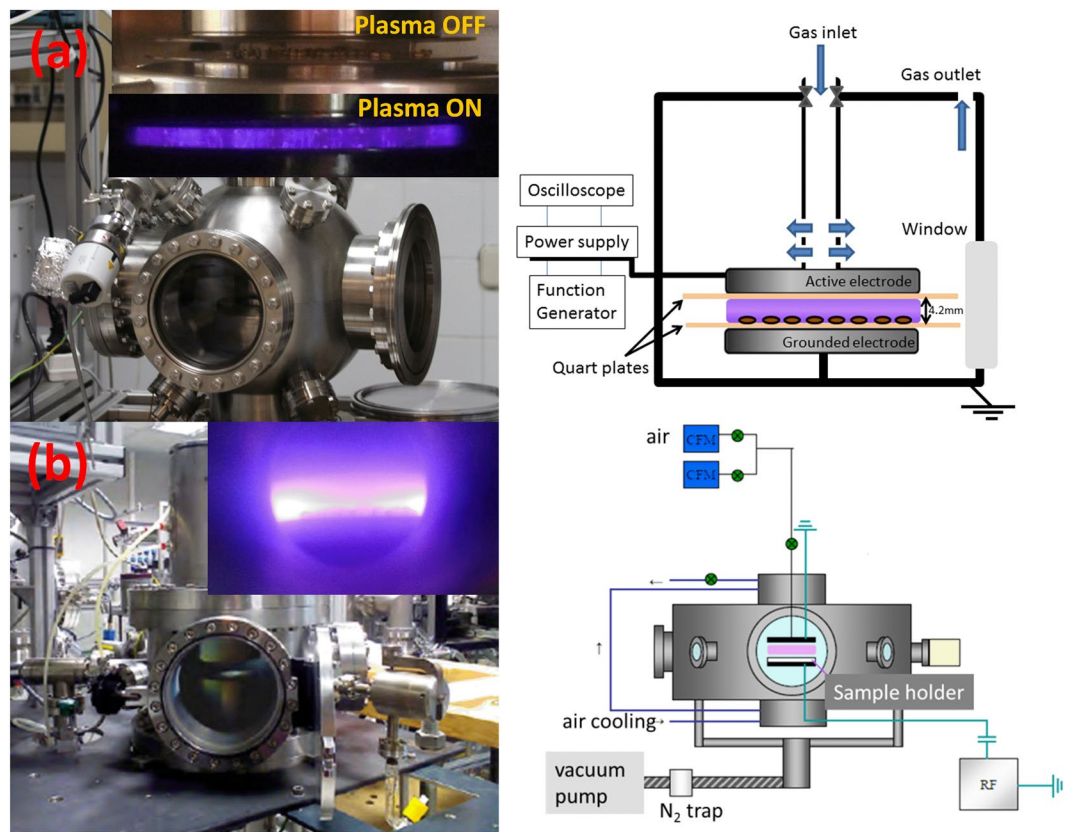 (a)
Plasma OFF
Plasma ON
Gas inlet
Gas outlet
Oscilloscope
Power supply
Function
Generator
Window
Active electrode
4.2mm
Grounded electrode
Quart plates
(b)
air
CFM
CFM
Sample holder
air cooling
vacuum
pump
N₂ trap
RF